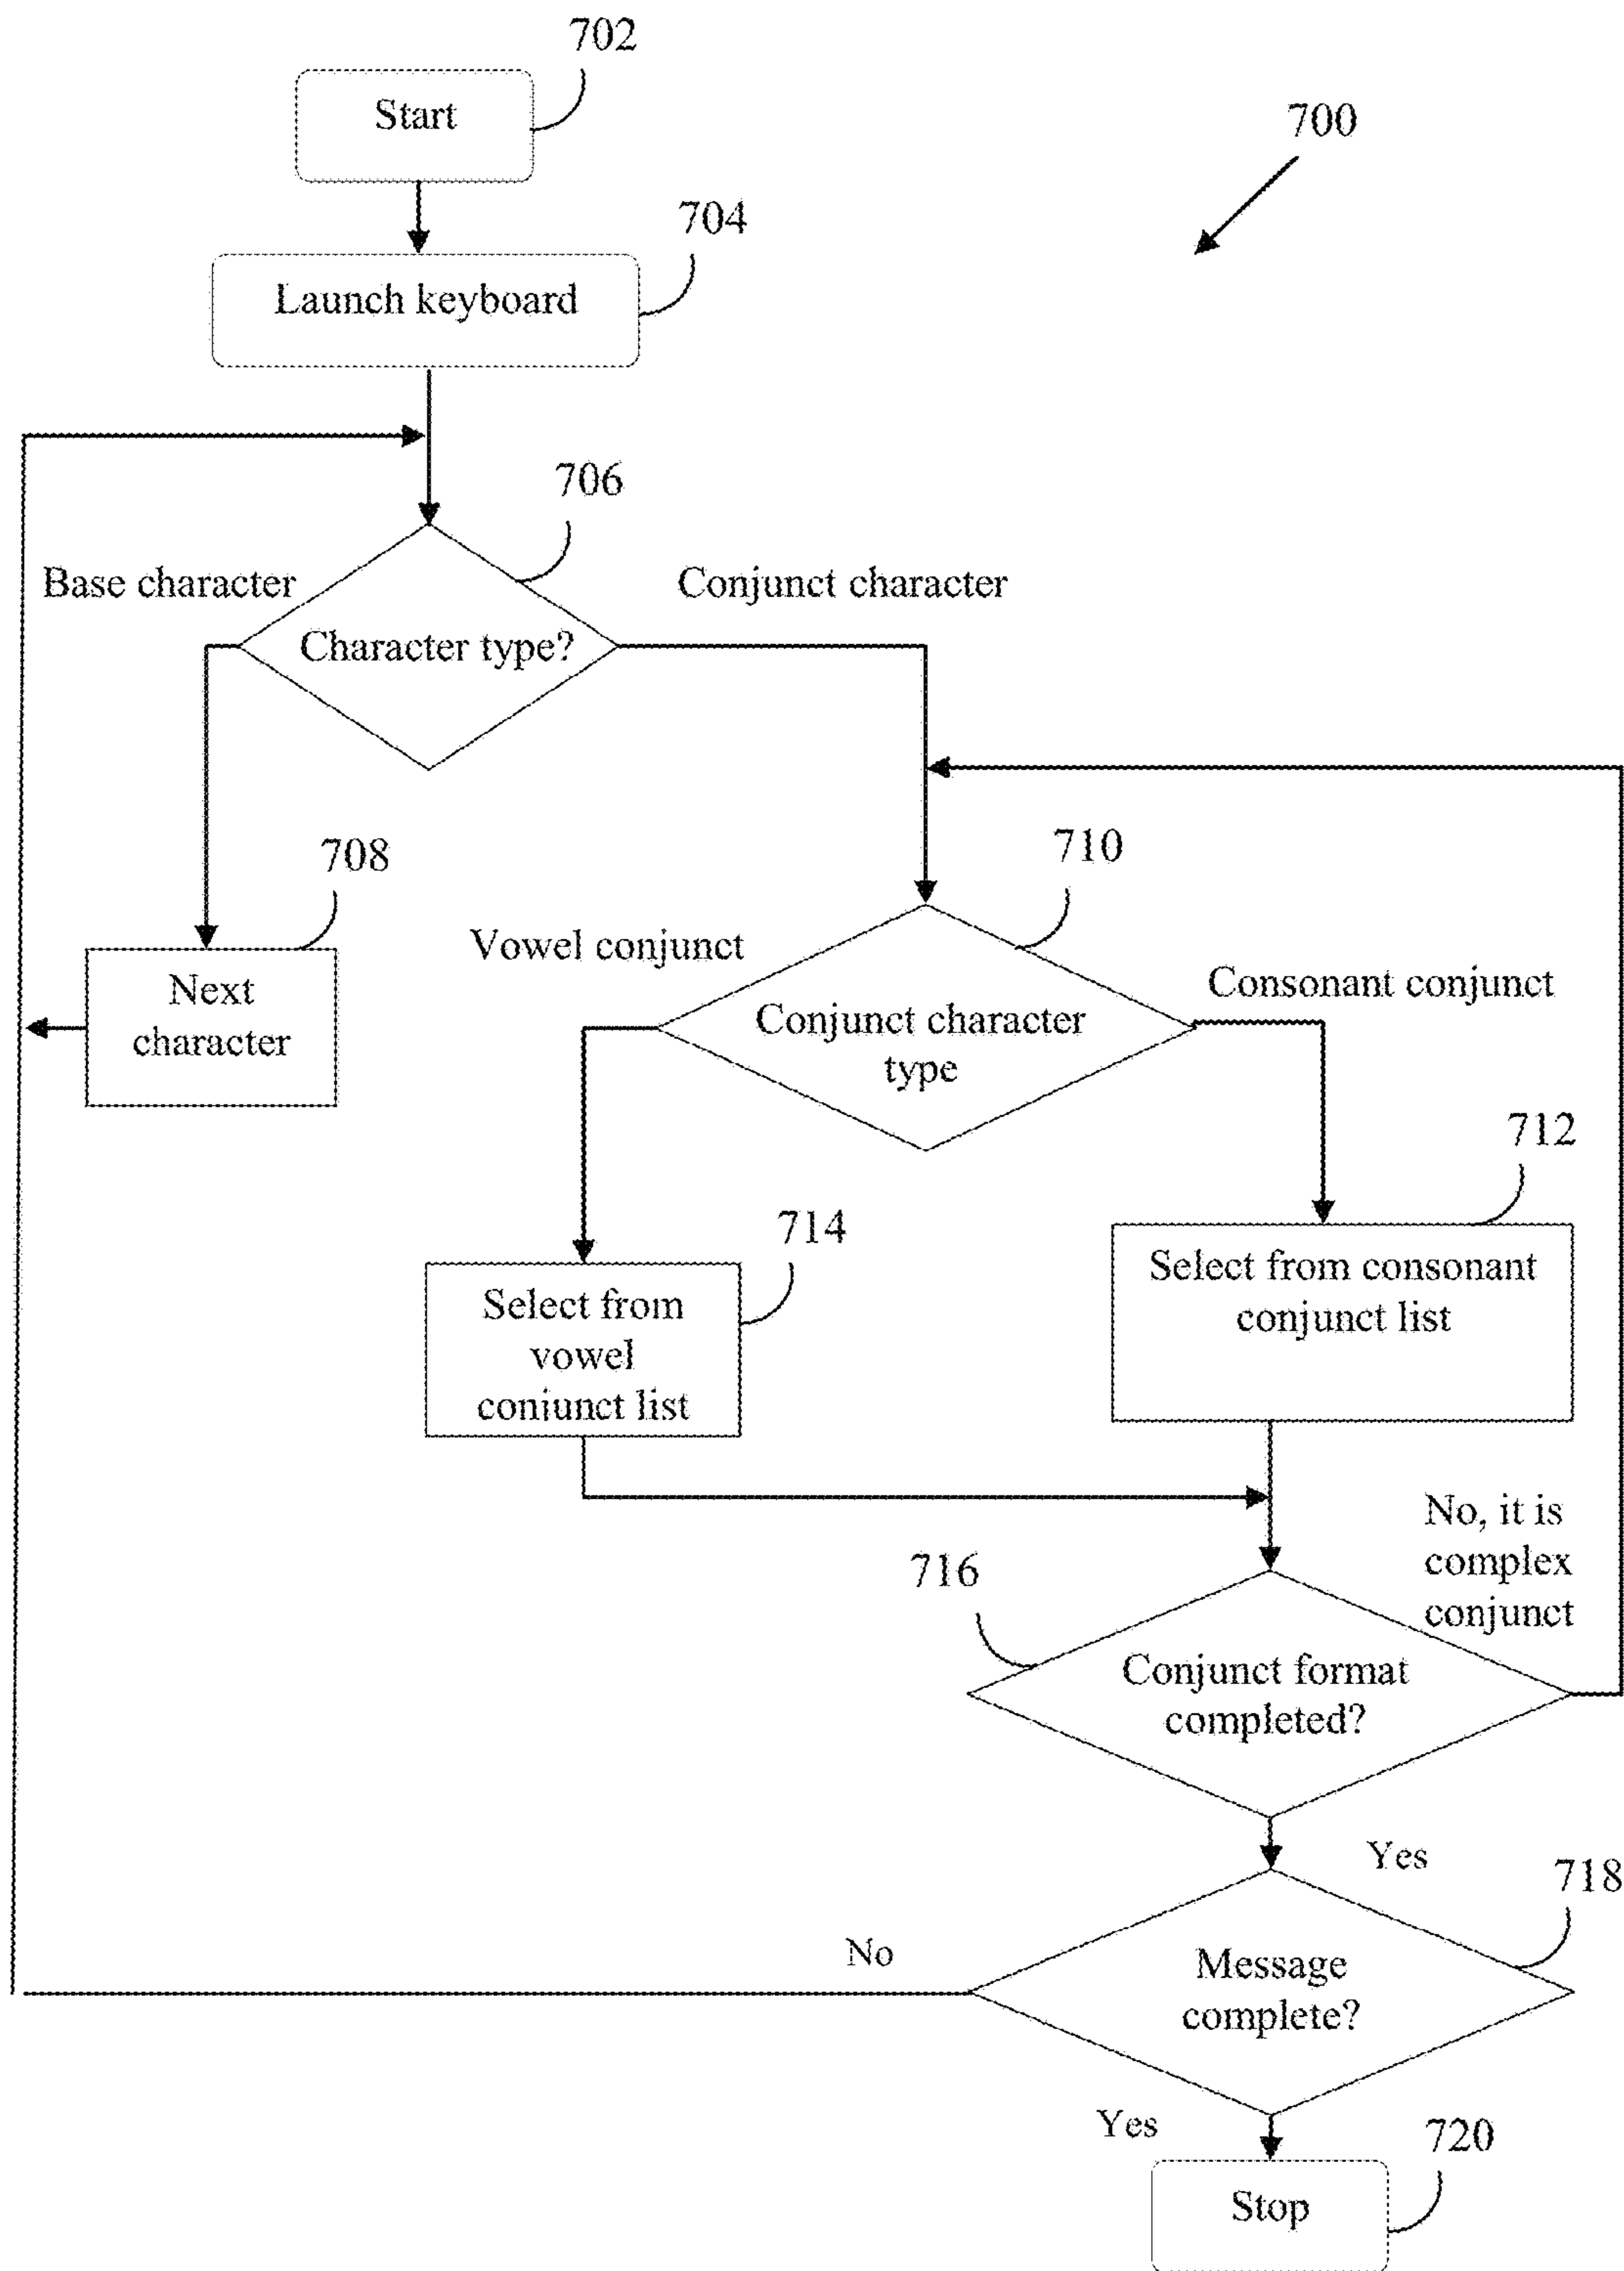 702
Start
700
704
Launch keyboard
706
Base character
Conjunct character
Character type?
708
710
Next
character
Vowel conjunct
Consonant conjunct
Conjunct character
type
712
714
Select from consonant
conjunct list
Select from
vowel
coniunct list
No, it is
complex
conjunct
716
Conjunct format
completed?
Yes
718
No
Message
complete?
Yes
720
Stop